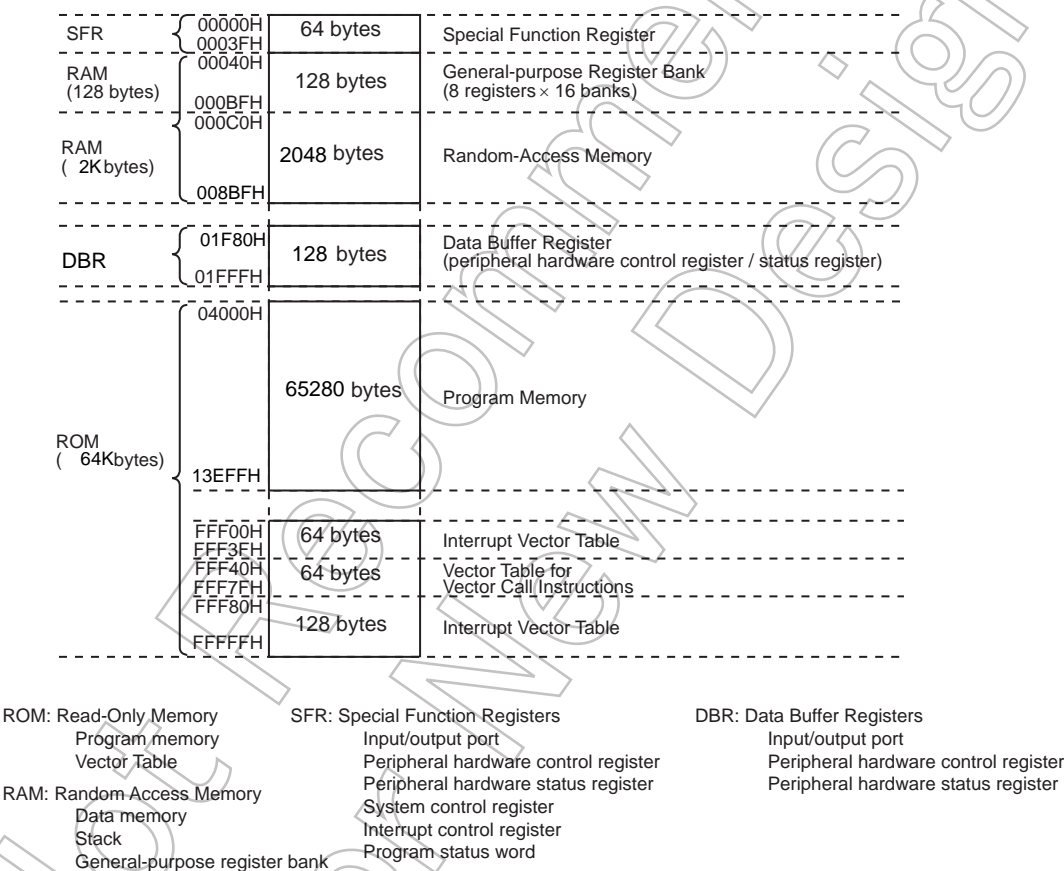 SFR 00000H 0003FH 64 bytes Special Function Register
RAM (128 bytes) 00040H 000BFH 128 bytes General-purpose Register Bank
(8 registers × 16 banks)
RAM ( 2K bytes) 000C0H 008BFH 2048 bytes Random-Access Memory
DBR 01F80H 01FFFH 128 bytes Data Buffer Register
(peripheral hardware control register / status register)
ROM ( 64K bytes)
04000H 13EFFH 65280 bytes Program Memory
FFF00H FFF3FH 64 bytes Interrupt Vector Table
FFF40H FFF7FH 64 bytes Vector Table for
Vector Call Instructions
FFF80H FFFFFH 128 bytes Interrupt Vector Table
ROM: Read-Only Memory
Program memory
Vector Table
RAM: Random Access Memory
Data memory
Stack
General-purpose register bank
SFR: Special Function Registers
Input/output port
Peripheral hardware control register
Peripheral hardware status register
System control register
Interrupt control register
Program status word
DBR: Data Buffer Registers
Input/output port
Peripheral hardware control register
Peripheral hardware status register